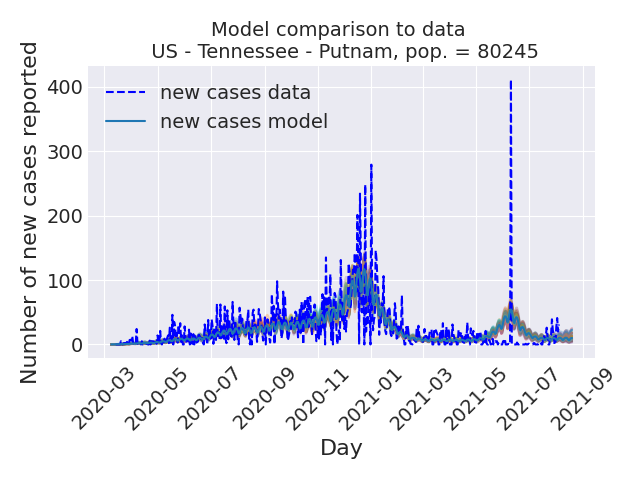 Model comparison to data
US - Tennessee - Putnam, pop. = 80245
Number of new cases reported
400
300
200
100
0
new cases data
new cases model
2020-03
2020-05
2020-07
2020-09
2020-11
2021-01
2021-03
2021-05
2021-07
2021-09
Day